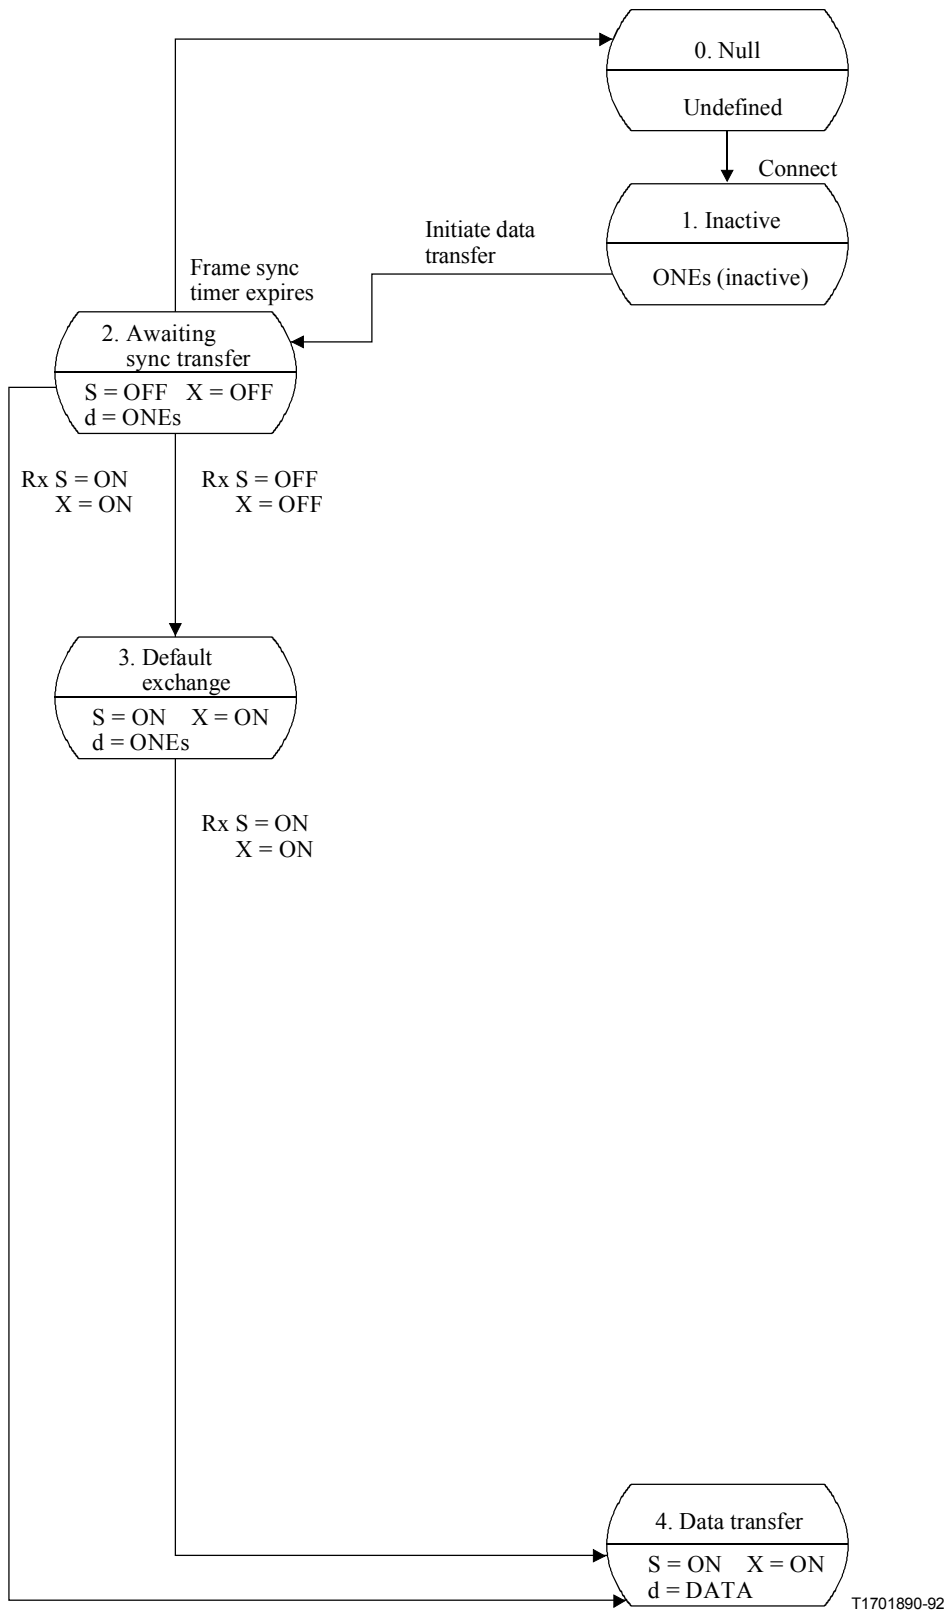 0. Null
Undefined
Connect
1. Inactive
ONEs (inactive)
Initiate data
transfer
Frame sync
timer expires
2. Awaiting
sync transfer
S = OFF X = OFF
d = ONEs
Rx S = ON
X = ON
Rx S = OFF
X = OFF
3. Default
exchange
S = ON X = ON
d = ONEs
Rx S = ON
X = ON
4. Data transfer
S = ON X = ON
d = DATA
T1701890-92